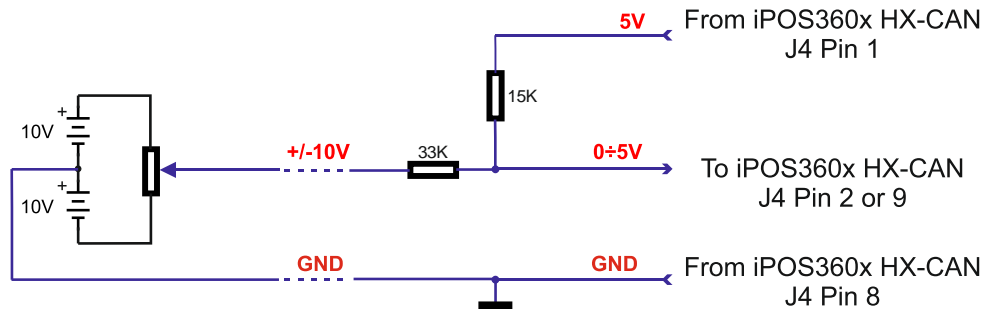 5V
From iPOS360x HX-CAN
J4 Pin 1
15K
+
10V
+/-10V
33K
0÷5V
To iPOS360x HX-CAN
J4 Pin 2 or 9
+
10V
GND
GND
From iPOS360x HX-CAN
J4 Pin 8